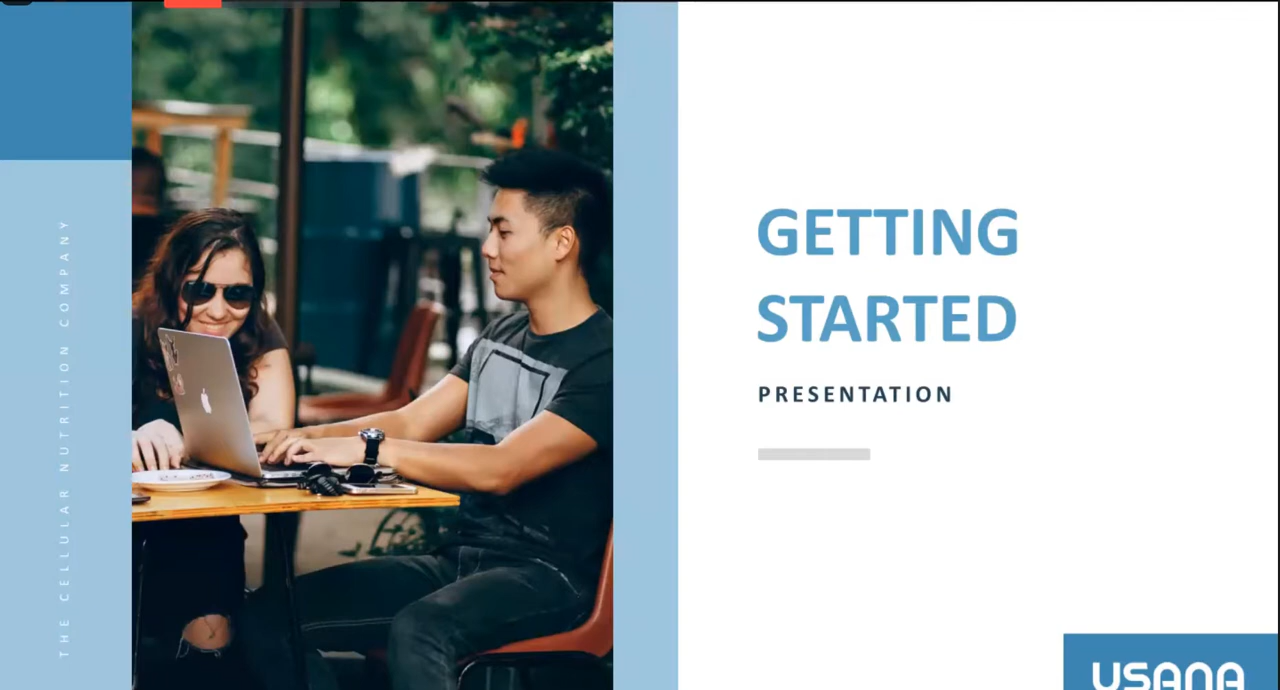 THE CELLULAR NUTRITION COMPANY
GETTING
STARTED
PRESENTATION
USANA